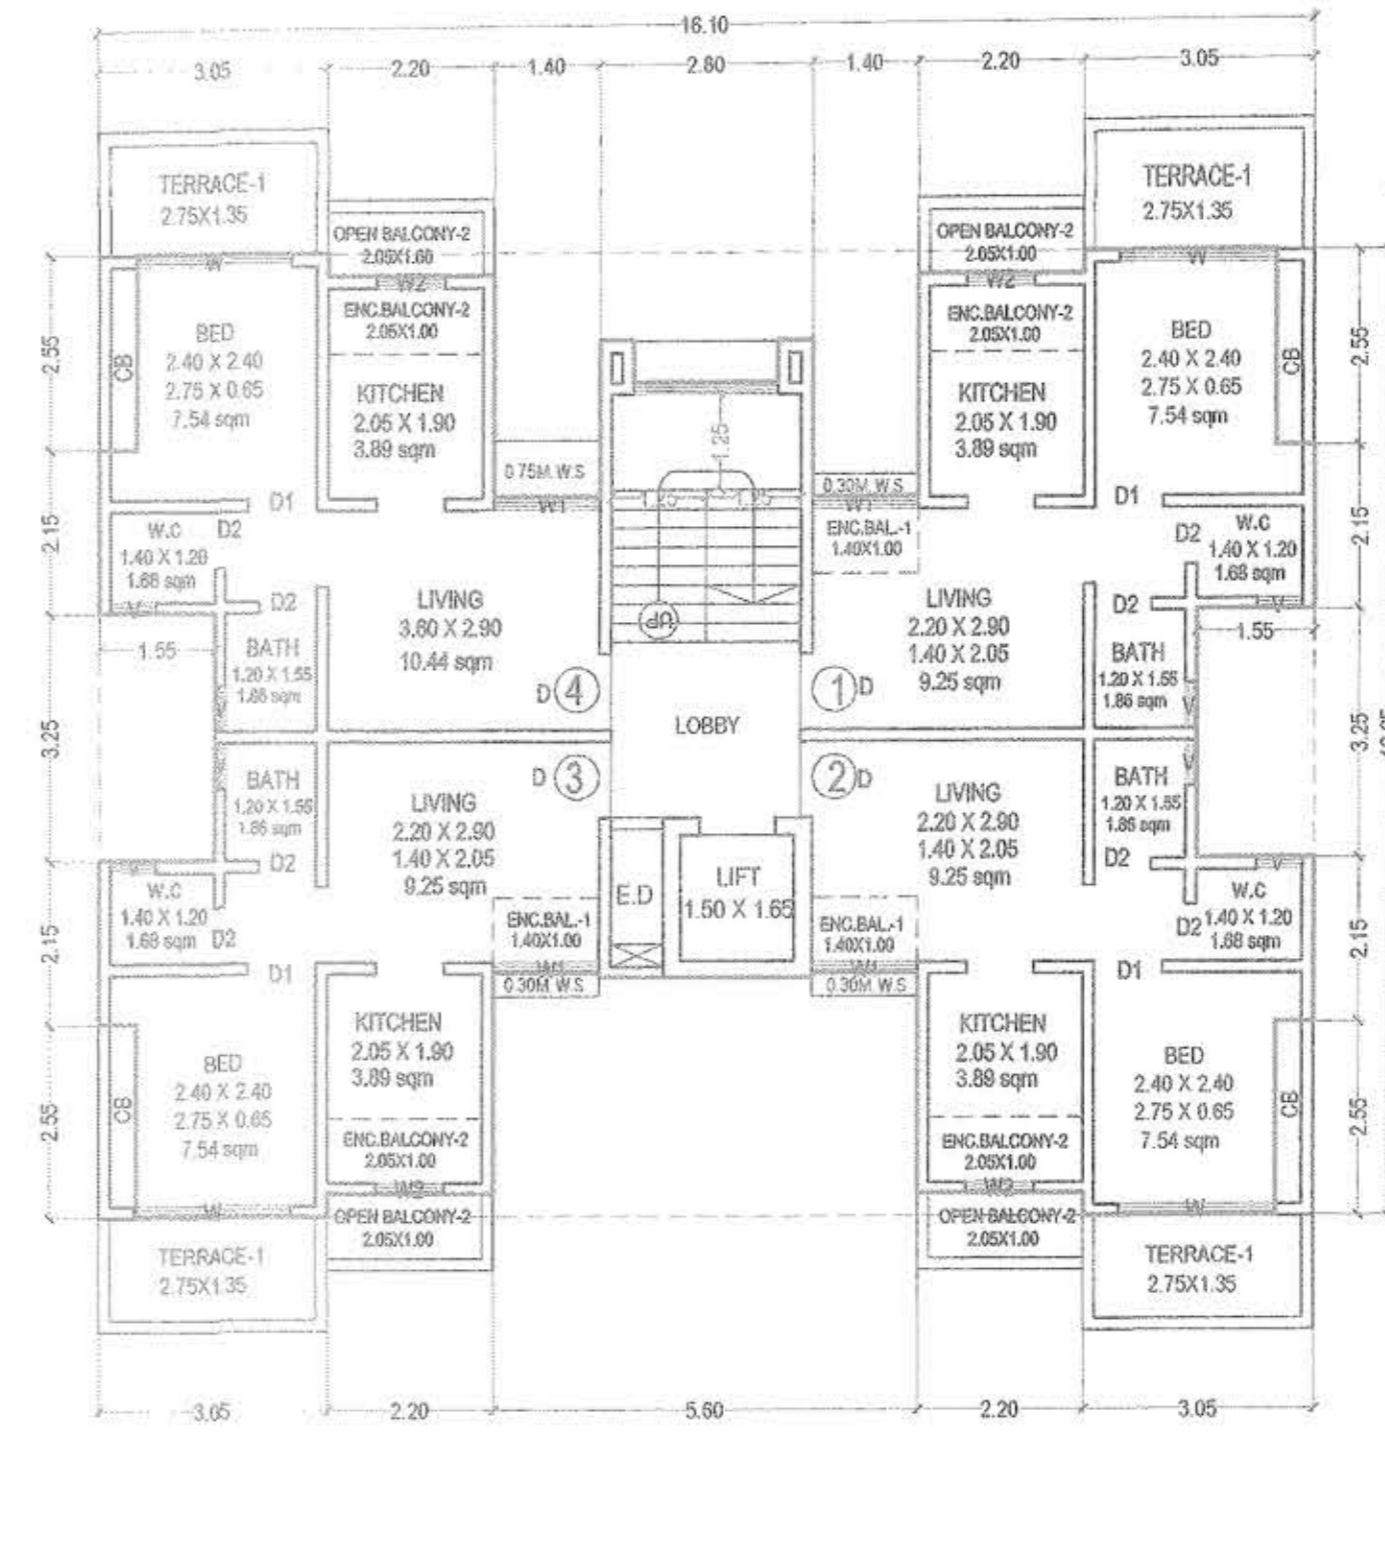 16.10
3.05
2.20
1.40
2.80
1.40
2.20
3.05
TERRACE-1
2.75X1.35
OPEN BALCONY-2
2.05X1.00
OPEN BALCONY-2
2.05X1.00
TERRACE-1
2.75X1.35
W
W2
W2
W
ENC.BALCONY-2
2.05X1.00
ENC.BALCONY-2
2.05X1.00
2.55
CB
BED
2.40 X 2.40
2.75 X 0.65
7.54 sqm
KITCHEN
2.05 X 1.90
3.89 sqm
1.25
KITCHEN
2.05 X 1.90
3.89 sqm
BED
2.40 X 2.40
2.75 X 0.65
7.54 sqm
CB
2.55
0.75M W.S
W1
0.30M W.S
W1
ENC.BAL.-1
1.40X1.00
D1
D1
2.15
W.C
1.40 X 1.20
1.68 sqm
D2
V
D2
D2
W.C
1.40 X 1.20
1.68 sqm
D2
V
2.15
LIVING
3.60 X 2.90
10.44 sqm
UP
LIVING
2.20 X 2.90
1.40 X 2.05
9.25 sqm
1.55
BATH
1.20 X 1.55
1.86 sqm
BATH
1.20 X 1.55
1.86 sqm
V
1.55
D 4
1 D
LOBBY
3.25
3.25
D 3
2 D
BATH
1.20 X 1.55
1.86 sqm
LIVING
2.20 X 2.90
1.40 X 2.05
9.25 sqm
LIVING
2.20 X 2.90
1.40 X 2.05
9.25 sqm
BATH
1.20 X 1.55
1.86 sqm
V
D2
D2
V
2.15
W.C
1.40 X 1.20
1.68 sqm
D2
ENC.BAL.-1
1.40X1.00
W1
0.30M W.S
E.D
LIFT
1.50 X 1.65
ENC.BAL.-1
1.40X1.00
W1
0.30M W.S
D2
W.C
1.40 X 1.20
1.68 sqm
2.15
D1
D1
KITCHEN
2.05 X 1.90
3.89 sqm
KITCHEN
2.05 X 1.90
3.89 sqm
2.55
CB
BED
2.40 X 2.40
2.75 X 0.65
7.54 sqm
BED
2.40 X 2.40
2.75 X 0.65
7.54 sqm
CB
2.55
ENC.BALCONY-2
2.05X1.00
ENC.BALCONY-2
2.05X1.00
W
W2
W2
W
OPEN BALCONY-2
2.05X1.00
OPEN BALCONY-2
2.05X1.00
TERRACE-1
2.75X1.35
TERRACE-1
2.75X1.35
3.05
2.20
5.60
2.20
3.05